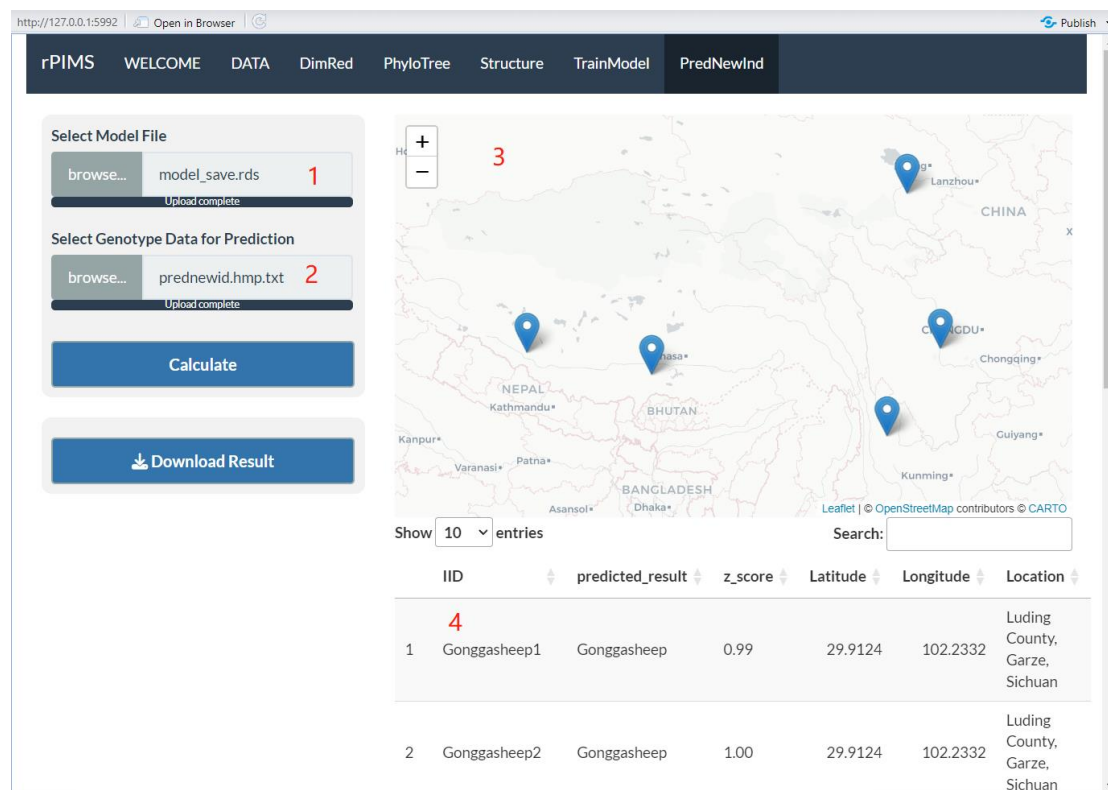 http://127.0.0.1:5992 Open in Browser Publish
rPIMS WELCOME DATA DimRed PhyloTree Structure TrainModel PredNewInd
Select Model File
browse... model_save.rds 1
Upload complete
Select Genotype Data for Prediction
browse... prednewid.hmp.txt 2
Upload complete
Calculate
Download Result
+
−
3
Lanzhou
CHINA
Chongqing
NEPAL
Kathmandu
BHUTAN
Kanpur
Guiyang
Varanasi
Patna
Kunming
BANGLADESH
Asansol
Dhaka
Leaflet | © OpenStreetMap contributors © CARTO
Show 10 entries Search:
IID predicted_result z_score Latitude Longitude Location
4
1 Gonggasheep1 Gonggasheep 0.99 29.9124 102.2332 Luding
County,
Garze,
Sichuan
2 Gonggasheep2 Gonggasheep 1.00 29.9124 102.2332 Luding
County,
Garze,
Sichuan